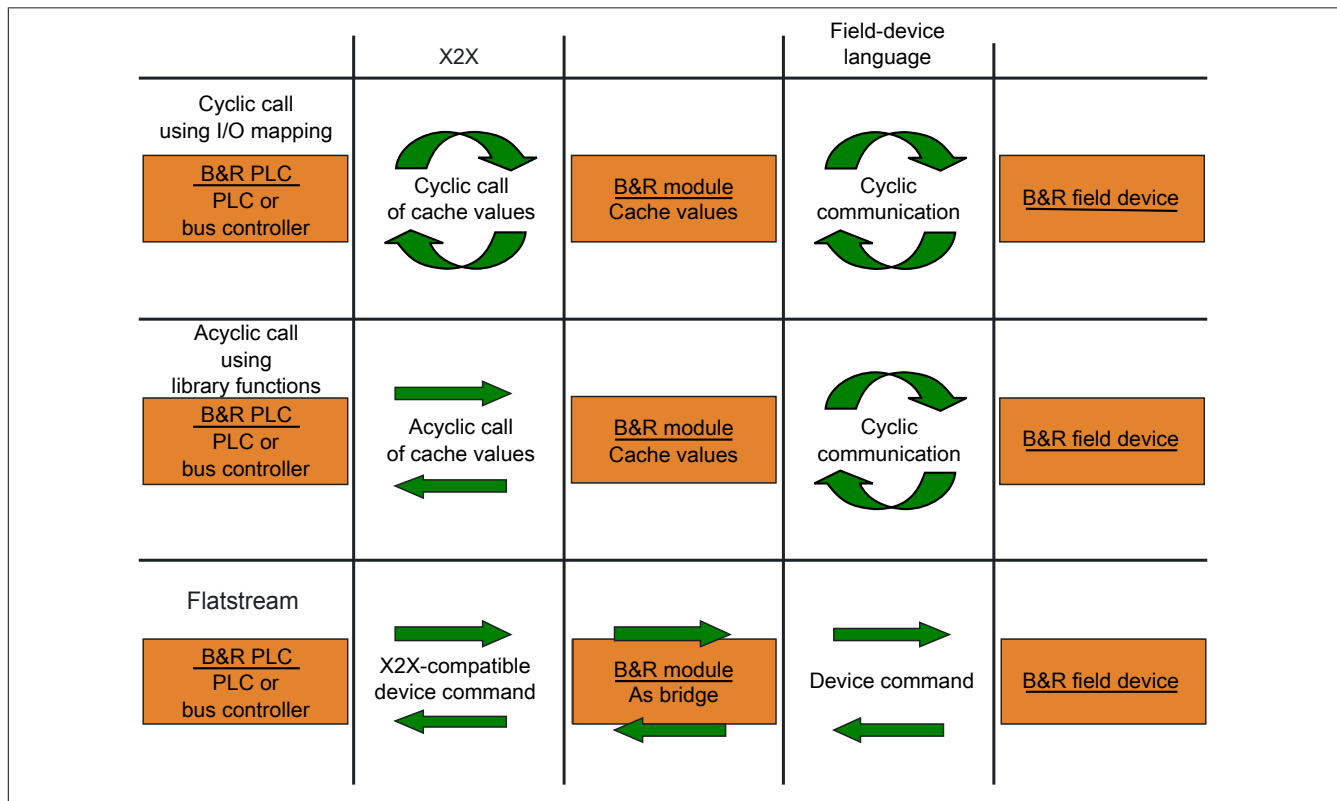 X2X
Field-device
language
Cyclic call
using I/O mapping
B&R PLC
PLC or
bus controller
Cyclic call
of cache values
B&R module
Cache values
Cyclic
communication
B&R field device
Acyclic call
using
library functions
B&R PLC
PLC or
bus controller
Acyclic call
of cache values
B&R module
Cache values
Cyclic
communication
B&R field device
Flatstream
B&R PLC
PLC or
bus controller
X2X-compatible
device command
B&R module
As bridge
Device command
B&R field device